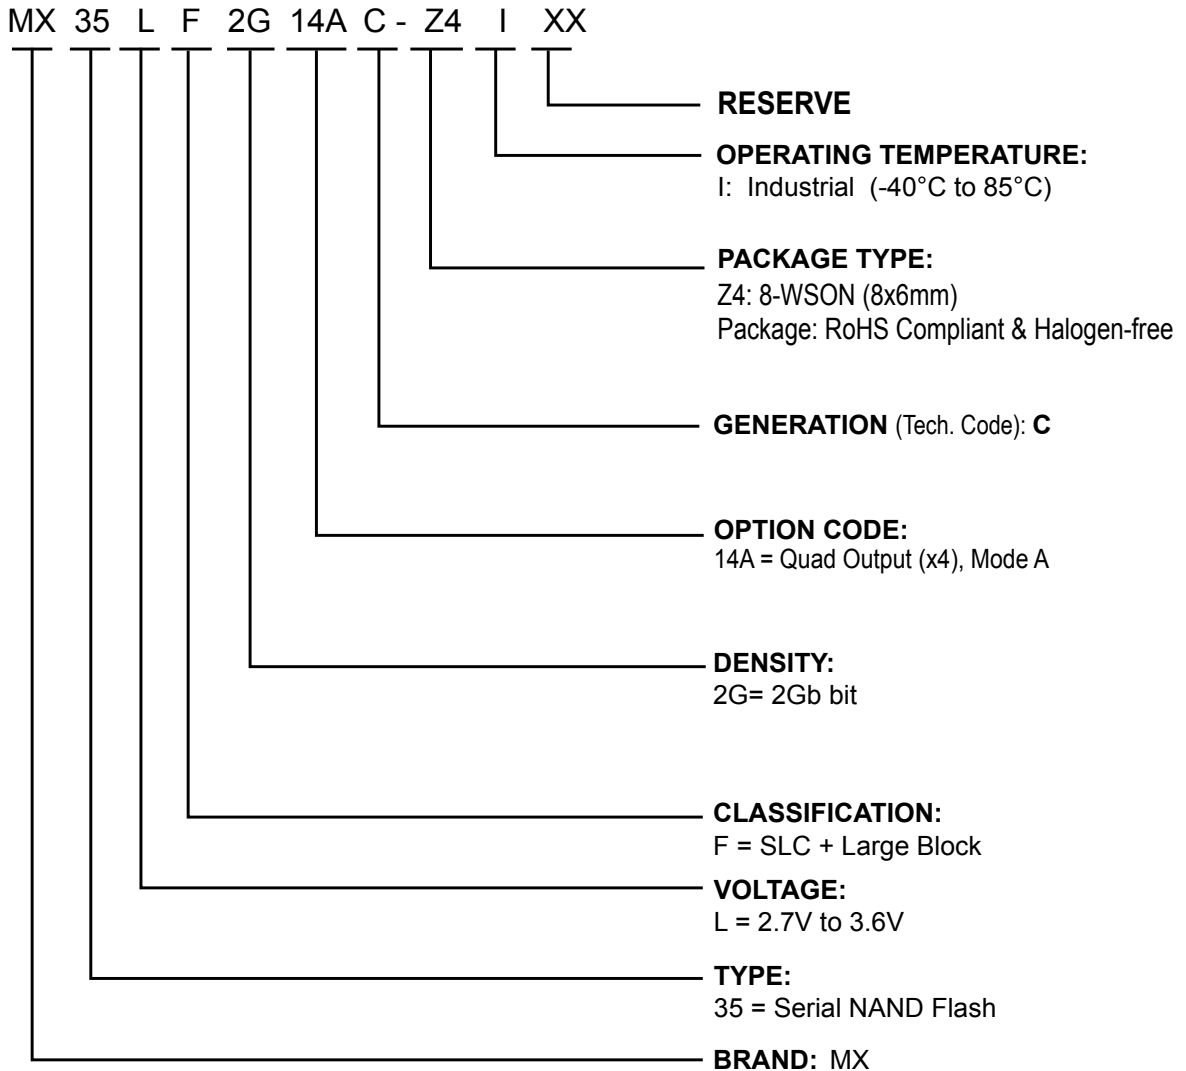 MX 35 L F 2G 14A C - Z4 I XX
RESERVE
OPERATING TEMPERATURE:
I: Industrial (-40°C to 85°C)
PACKAGE TYPE:
Z4: 8-WSON (8x6mm)
Package: RoHS Compliant & Halogen-free
GENERATION (Tech. Code): C
OPTION CODE:
14A = Quad Output (x4), Mode A
DENSITY:
2G= 2Gb bit
CLASSIFICATION:
F = SLC + Large Block
VOLTAGE:
L = 2.7V to 3.6V
TYPE:
35 = Serial NAND Flash
BRAND: MX